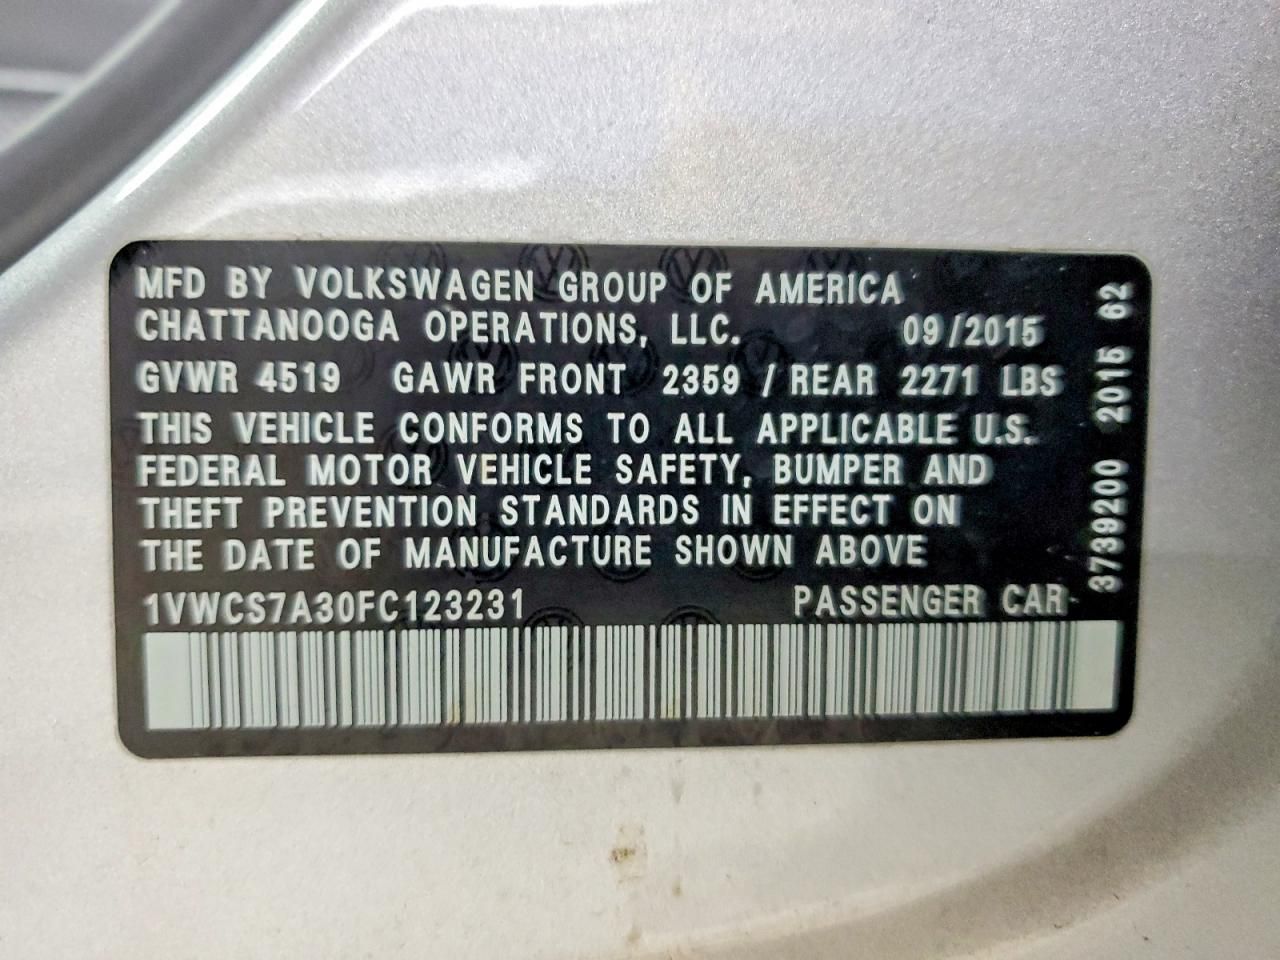 MFD BY VOLKSWAGEN GROUP OF AMERICA
CHATTANOOGA OPERATIONS, LLC. 09/2015
GVWR 4519 GAWR FRONT 2359 / REAR 2271 LBS
THIS VEHICLE CONFORMS TO ALL APPLICABLE U.S.
FEDERAL MOTOR VEHICLE SAFETY, BUMPER AND
THEFT PREVENTION STANDARDS IN EFFECT ON
THE DATE OF MANUFACTURE SHOWN ABOVE
1VWCS7A30FC123231 PASSENGER CAR
3739200 2015 62